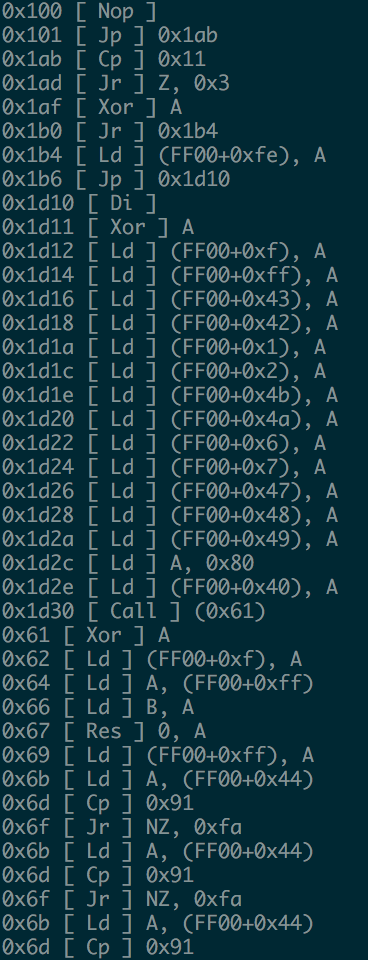 0x100 [ Nop ]
0x101 [ Jp ] 0x1ab
0x1ab [ Cp ] 0x11
0x1ad [ Jr ] Z, 0x3
0x1af [ Xor ] A
0x1b0 [ Jr ] 0x1b4
0x1b4 [ Ld ] (FF00+0xfe), A
0x1b6 [ Jp ] 0x1d10
0x1d10 [ Di ]
0x1d11 [ Xor ] A
0x1d12 [ Ld ] (FF00+0xf), A
0x1d14 [ Ld ] (FF00+0xff), A
0x1d16 [ Ld ] (FF00+0x43), A
0x1d18 [ Ld ] (FF00+0x42), A
0x1d1a [ Ld ] (FF00+0x1), A
0x1d1c [ Ld ] (FF00+0x2), A
0x1d1e [ Ld ] (FF00+0x4b), A
0x1d20 [ Ld ] (FF00+0x4a), A
0x1d22 [ Ld ] (FF00+0x6), A
0x1d24 [ Ld ] (FF00+0x7), A
0x1d26 [ Ld ] (FF00+0x47), A
0x1d28 [ Ld ] (FF00+0x48), A
0x1d2a [ Ld ] (FF00+0x49), A
0x1d2c [ Ld ] A, 0x80
0x1d2e [ Ld ] (FF00+0x40), A
0x1d30 [ Call ] (0x61)
0x61 [ Xor ] A
0x62 [ Ld ] (FF00+0xf), A
0x64 [ Ld ] A, (FF00+0xff)
0x66 [ Ld ] B, A
0x67 [ Res ] 0, A
0x69 [ Ld ] (FF00+0xff), A
0x6b [ Ld ] A, (FF00+0x44)
0x6d [ Cp ] 0x91
0x6f [ Jr ] NZ, 0xfa
0x6b [ Ld ] A, (FF00+0x44)
0x6d [ Cp ] 0x91
0x6f [ Jr ] NZ, 0xfa
0x6b [ Ld ] A, (FF00+0x44)
0x6d [ Cp ] 0x91